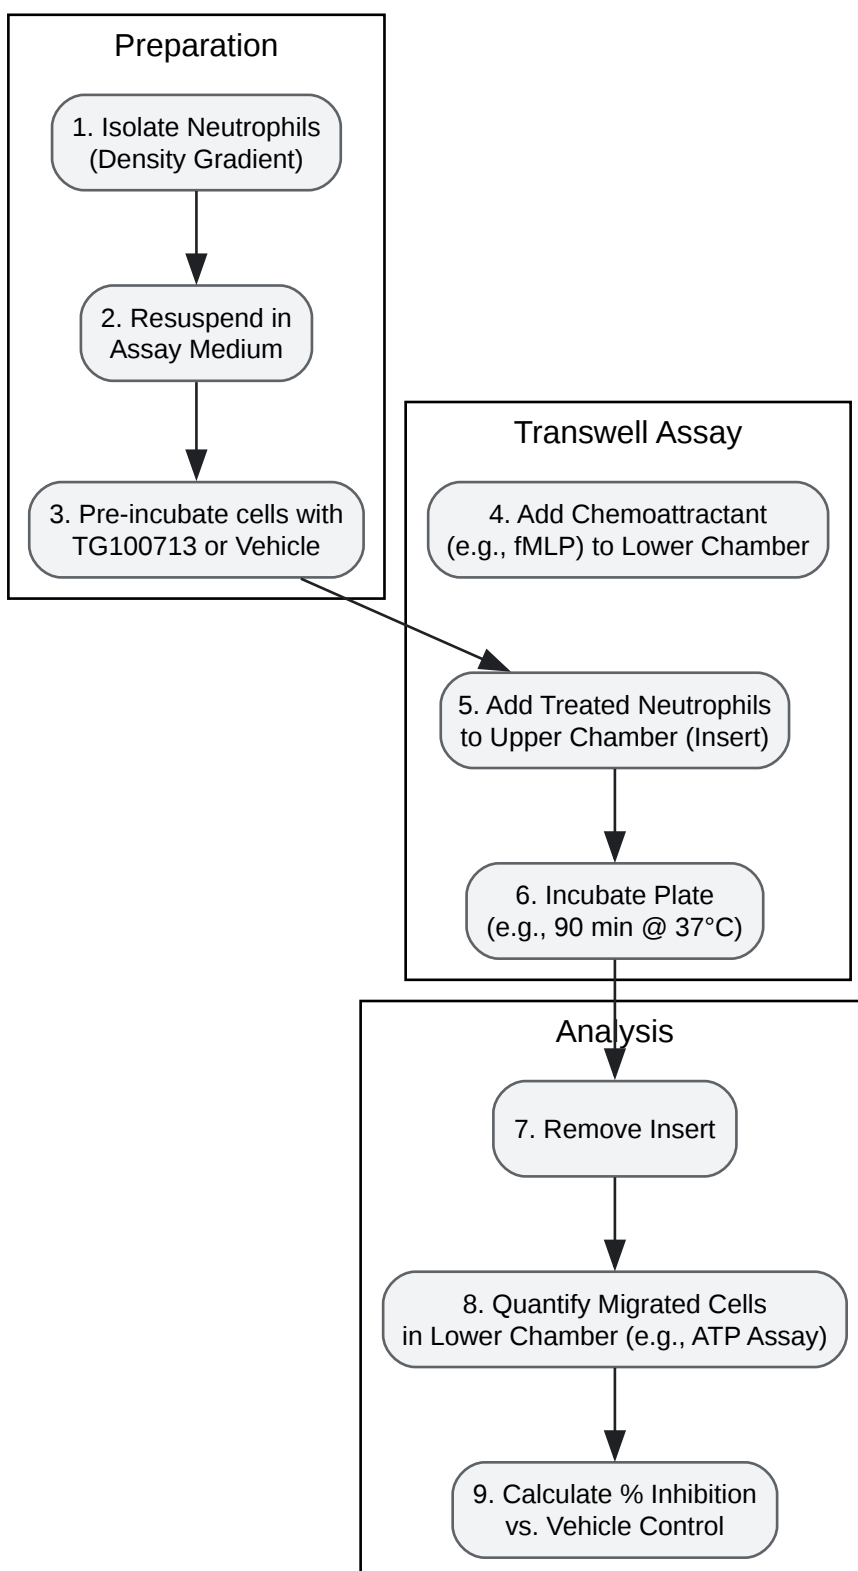 Preparation
1. Isolate Neutrophils
(Density Gradient)
2. Resuspend in
Assay Medium
3. Pre-incubate cells with
TG100713 or Vehicle
Transwell Assay
4. Add Chemoattractant
(e.g., fMLP) to Lower Chamber
5. Add Treated Neutrophils
to Upper Chamber (Insert)
6. Incubate Plate
(e.g., 90 min @ 37°C)
Analysis
7. Remove Insert
8. Quantify Migrated Cells
in Lower Chamber (e.g., ATP Assay)
9. Calculate % Inhibition
vs. Vehicle Control